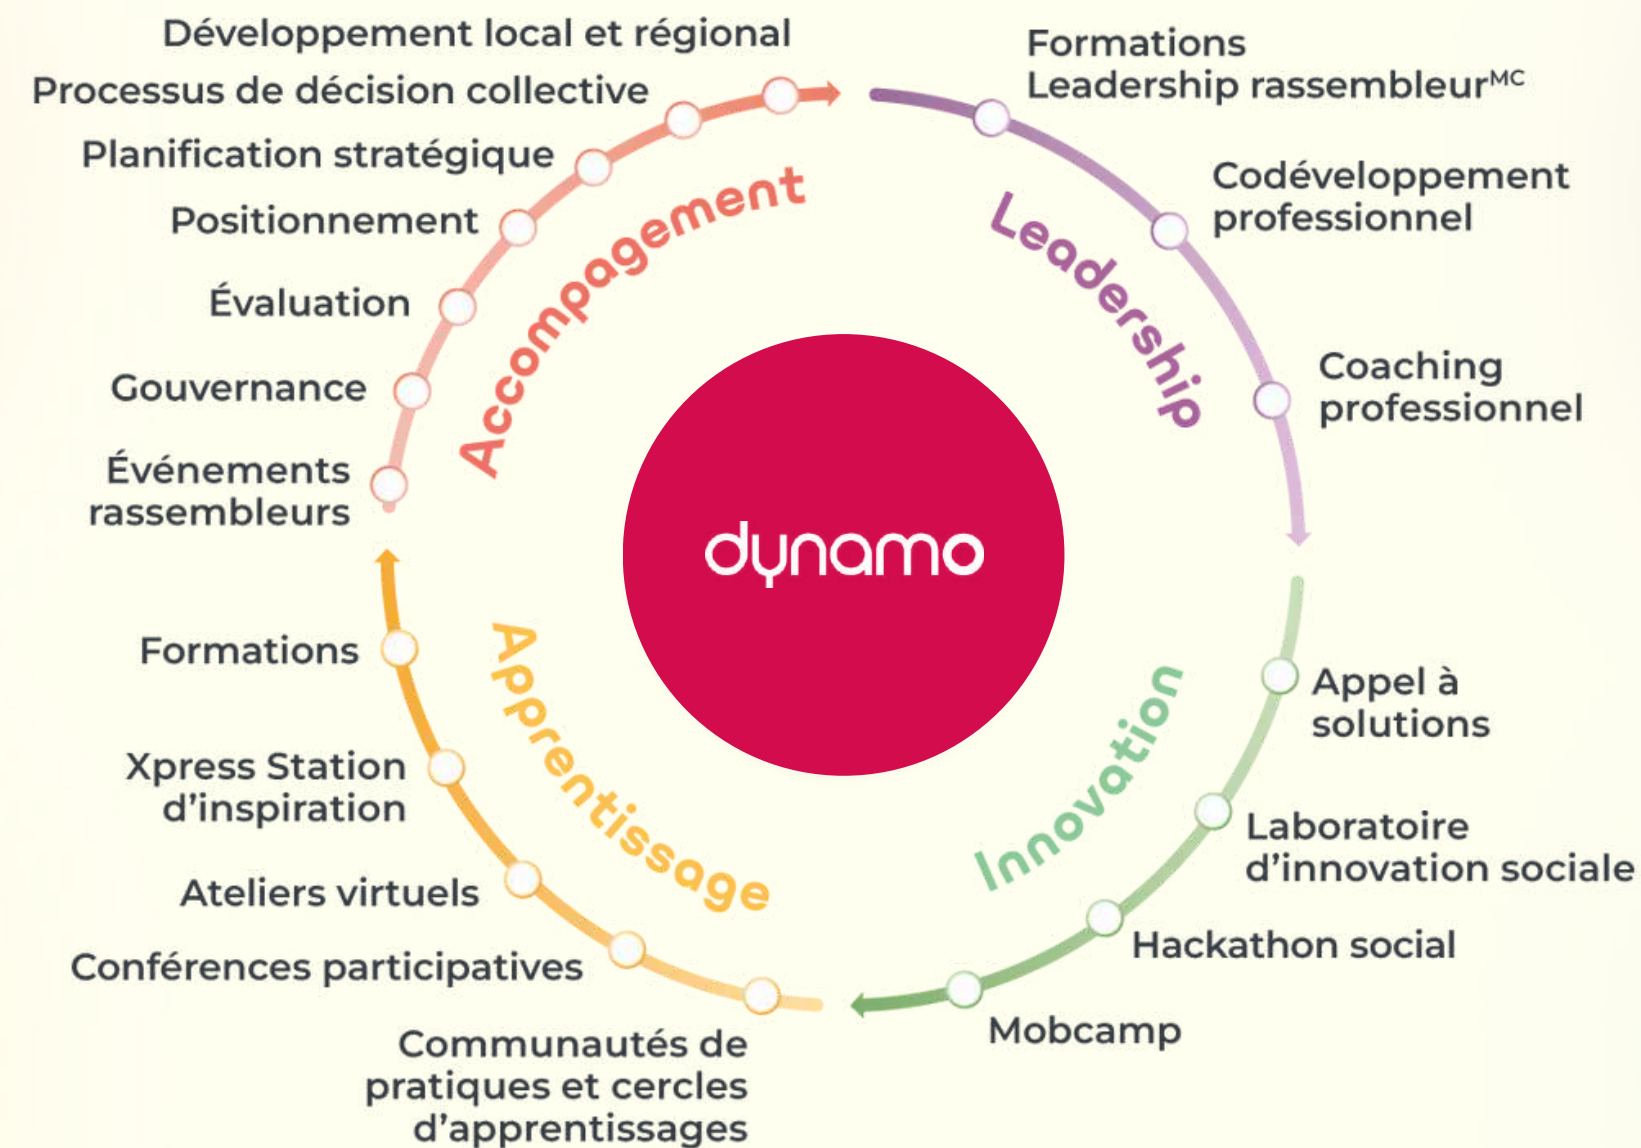 Développement local et régional
Processus de décision collective
Planification stratégique
Positionnement
Évaluation
Gouvernance
Événements
rassembleurs
Accompagement
Formations
Leadership rassembleurMC
Codéveloppement
professionnel
Coaching
professionnel
Leadership
dynamo
Appel à
solutions
Laboratoire
d'innovation sociale
Hackathon social
Mobcamp
Innovation
Formations
Xpress Station
d'inspiration
Ateliers virtuels
Conférences participatives
Communautés de
pratiques et cercles
d'apprentissages
Apprentissage